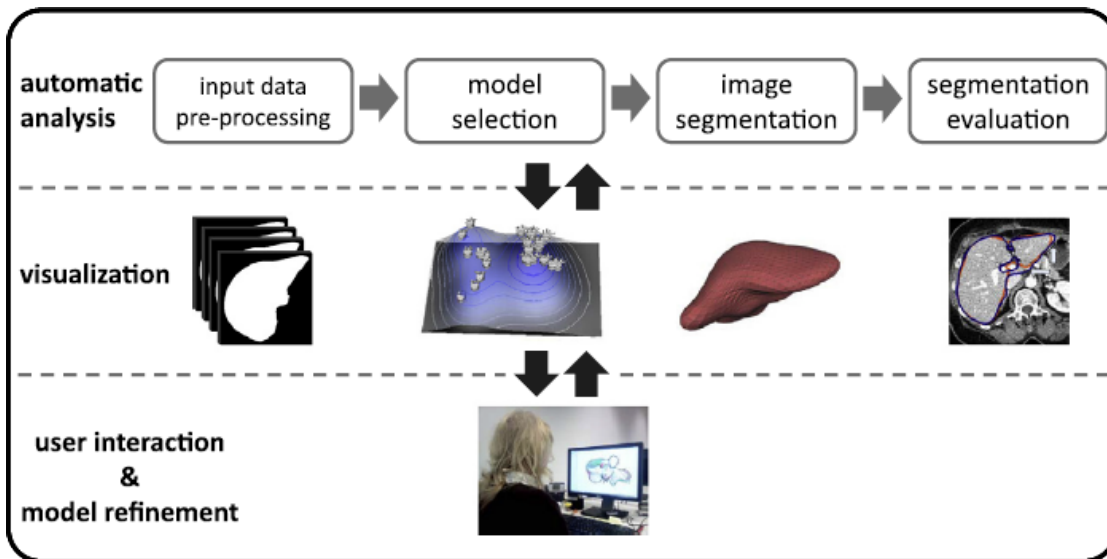 automatic
analysis
input data
pre-processing
model
selection
image
segmentation
segmentation
evaluation
visualization
user interaction
&
model refinement